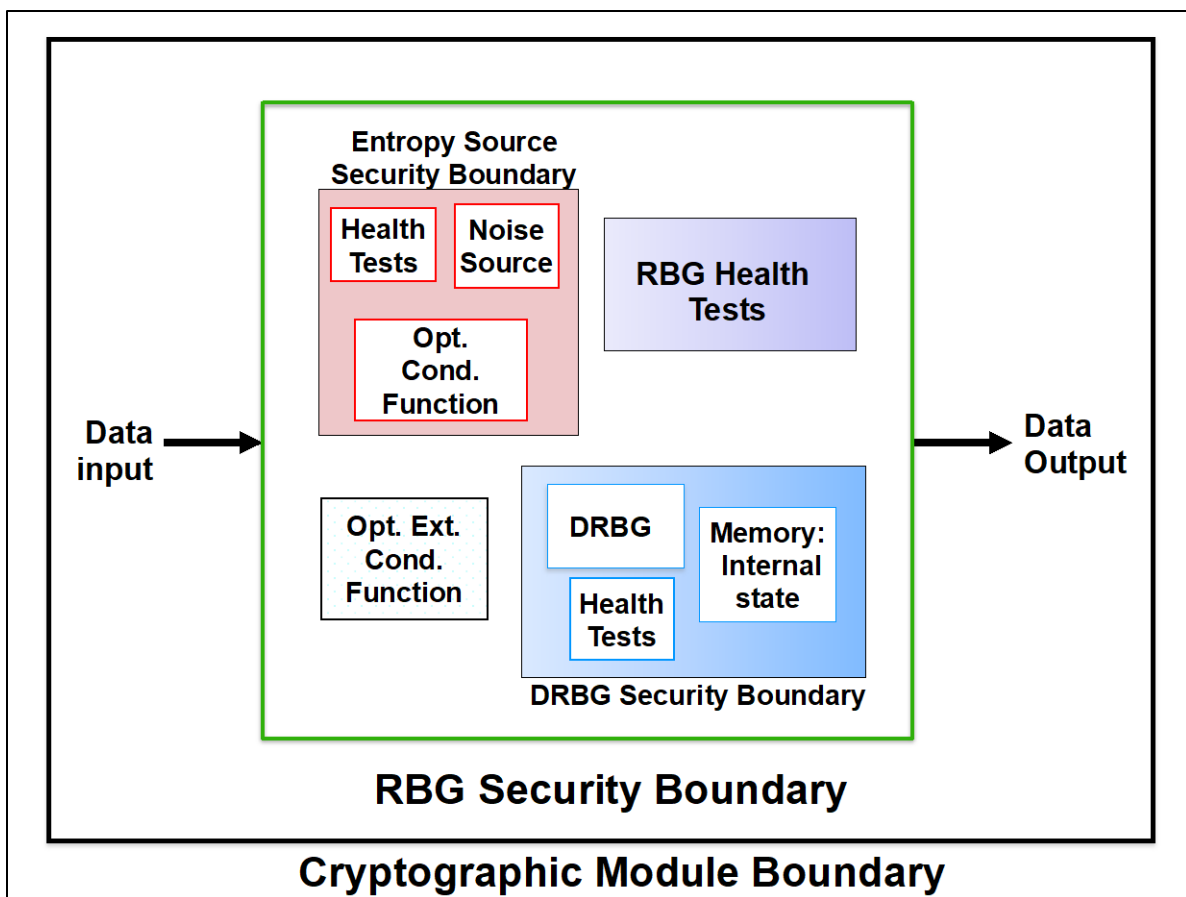 Entropy Source
Security Boundary
Health
Tests
Noise
Source
Opt.
Cond.
Function
RBG Health
Tests
Data
input
Data
Output
Opt. Ext.
Cond.
Function
DRBG
Health
Tests
Memory:
Internal
state
DRBG Security Boundary
RBG Security Boundary
Cryptographic Module Boundary